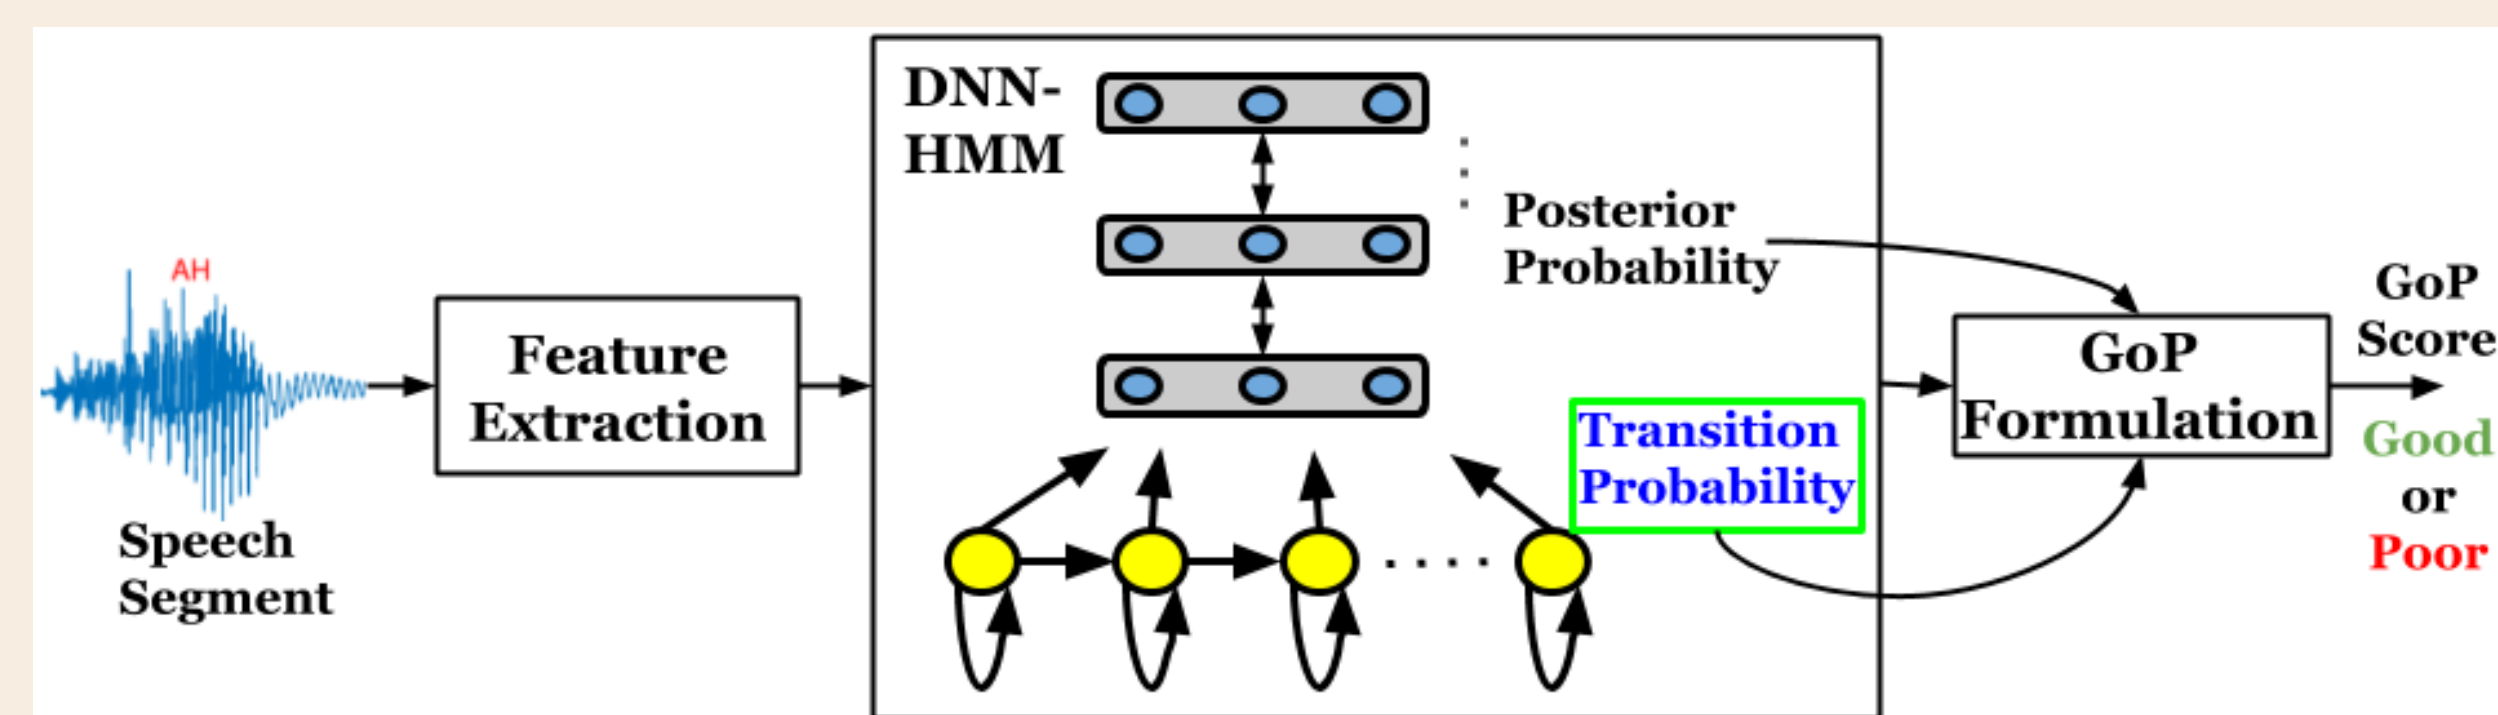 AH
Speech
Segment
Feature
Extraction
DNN-
HMM
Posterior
Probability
Transition
Probability
GoP
Formulation
GoP
Score
Good
or
Poor